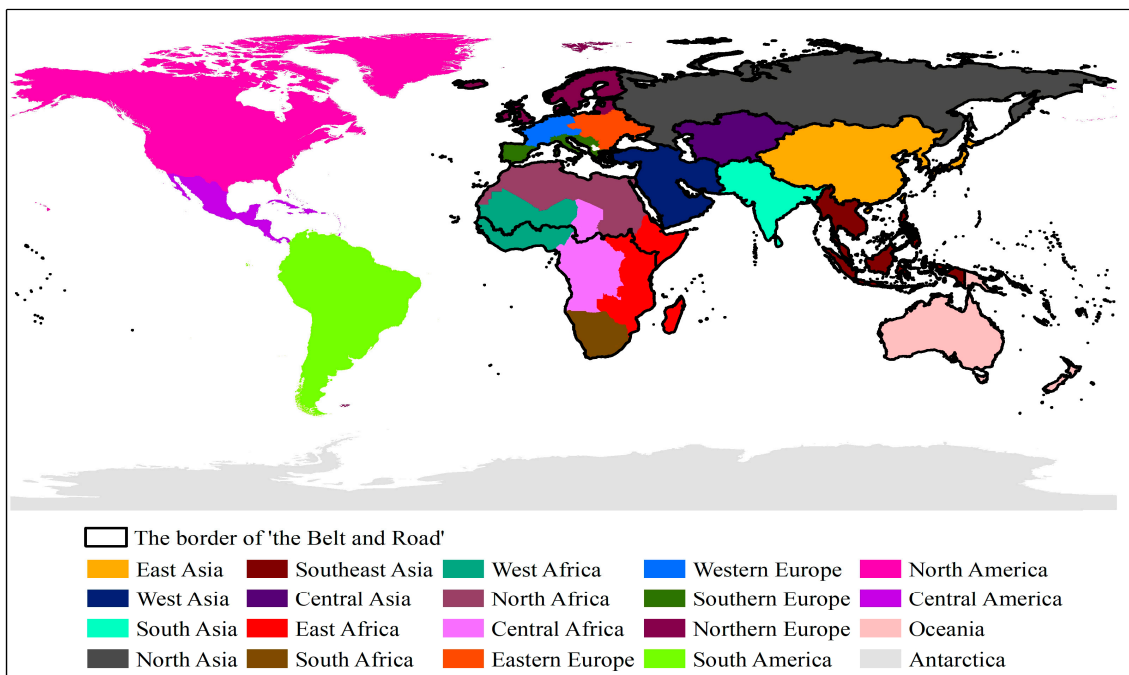 The border of 'the Belt and Road'
East Asia Southeast Asia West Africa Western Europe North America
West Asia Central Asia North Africa Southern Europe Central America
South Asia East Africa Central Africa Northern Europe Oceania
North Asia South Africa Eastern Europe South America Antarctica